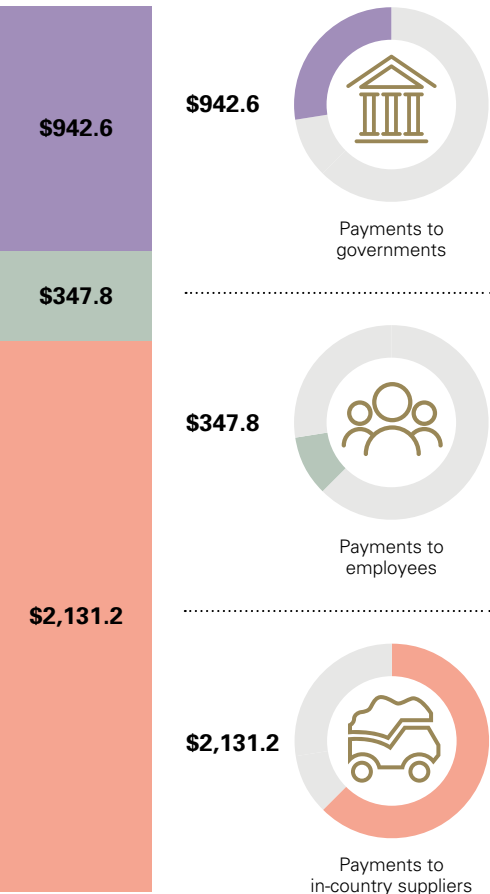 $942.6
$347.8
$2,131.2
$942.6
Payments to
governments
$347.8
Payments to
employees
$2,131.2
Payments to
in-country suppliers